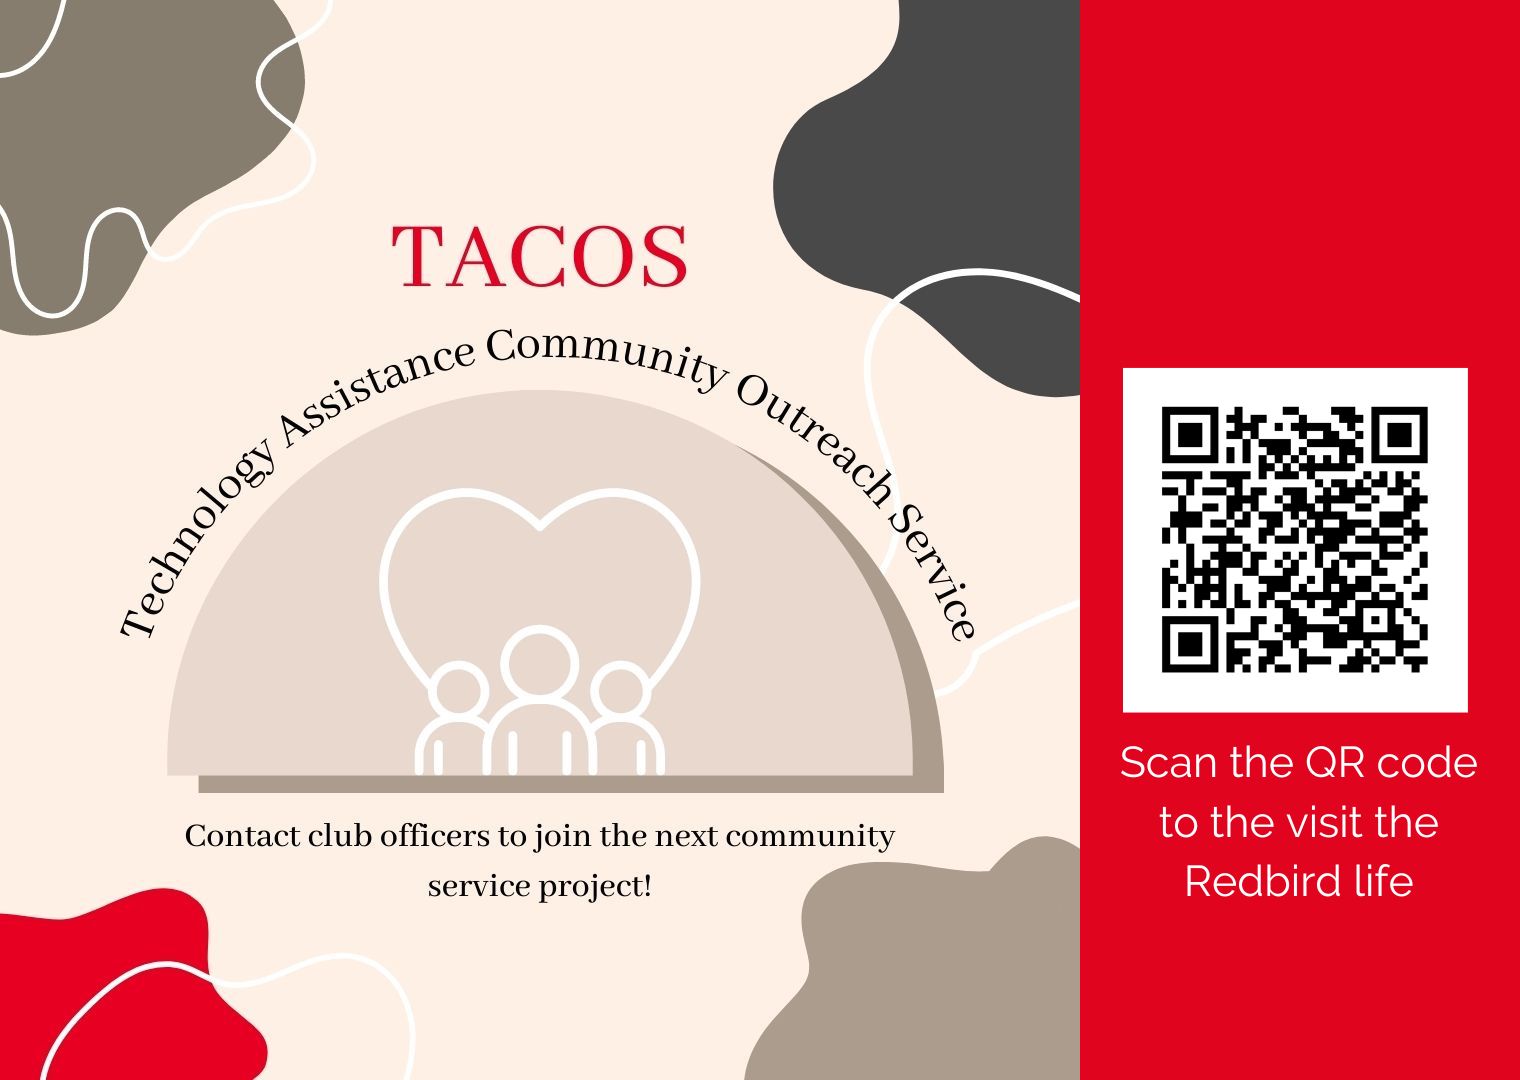 TACOS
Technology Assistance Community Outreach Service
Contact club officers to join the next community
service project!
Scan the QR code
to the visit the
Redbird life